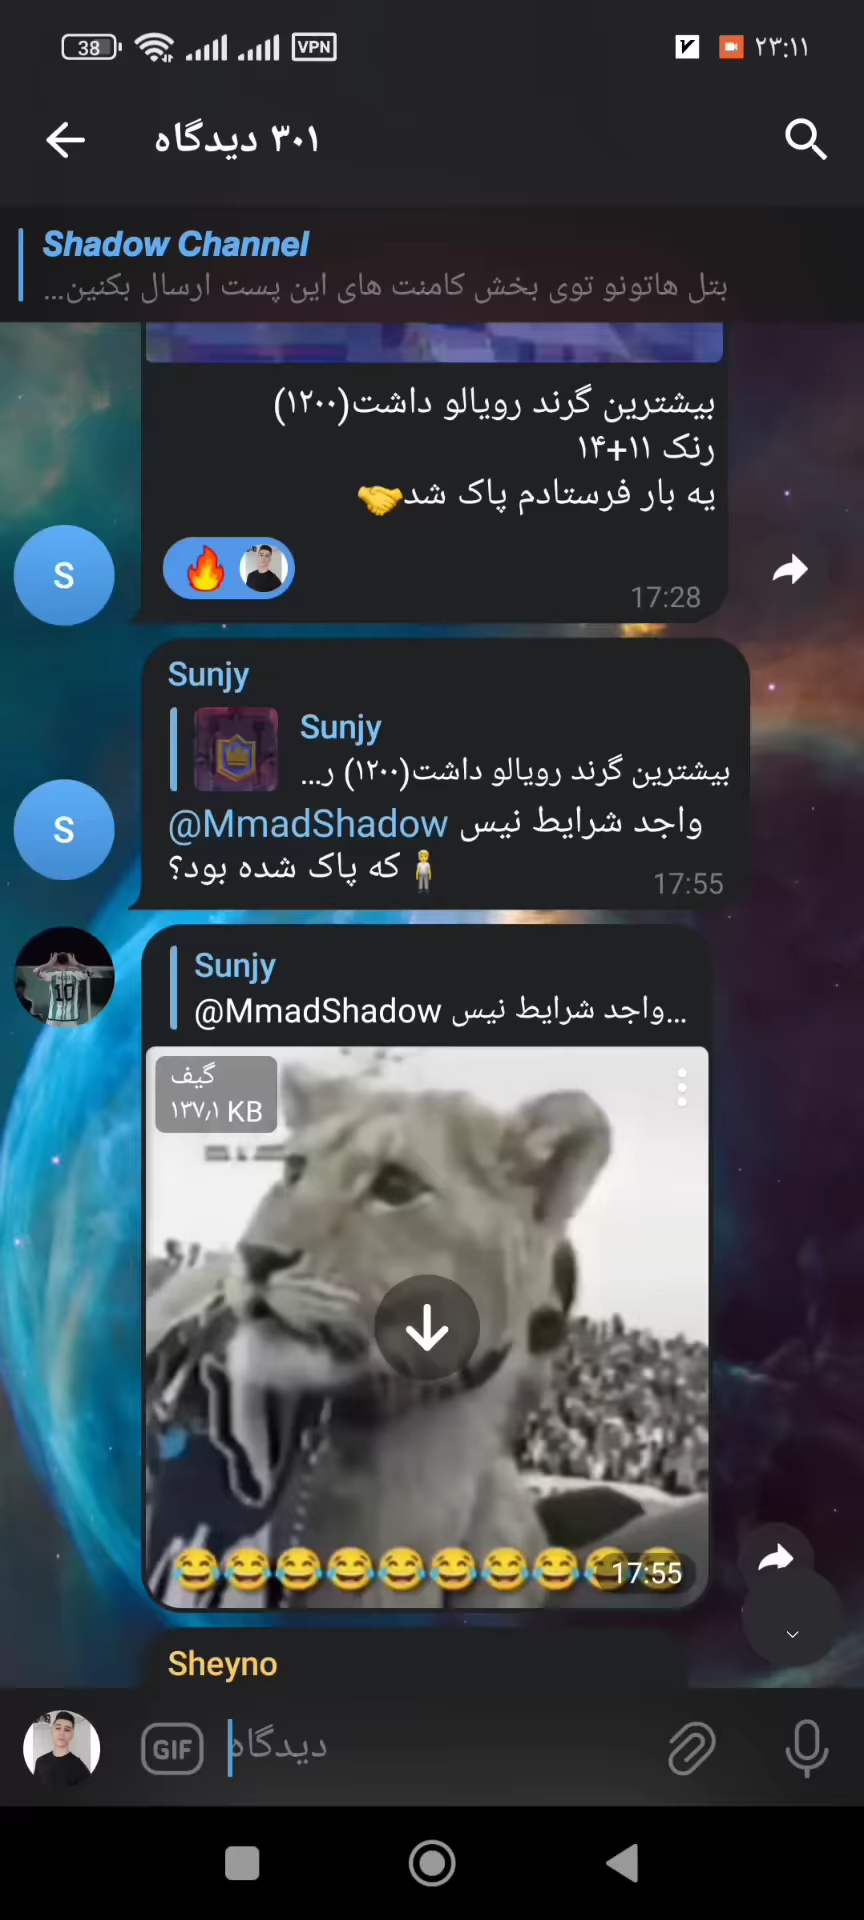 38 VPN ۲۳:۱۱
۳۰۱ دیدگاه
Shadow Channel
بتل هاتونو توی بخش کامنت های این پست ارسال بکنین...
بیشترین گرند رویالو داشت(۱۲۰۰)
رنک ۱۱+۱۴
یه بار فرستادم پاک شد🤝
S
🔥
17:28
Sunjy
Sunjy
بیشترین گرند رویالو داشت(۱۲۰۰) ر...
@MmadShadow واجد شرایط نیس
که پاک شده بود؟🧍
S
17:55
Sunjy
@MmadShadow واجد شرایط نیس...
10
گیف
۱۳۷٫۱ KB
😂😂😂😂😂😂😂😂😂😂
17:55
Sheyno
GIF دیدگاه